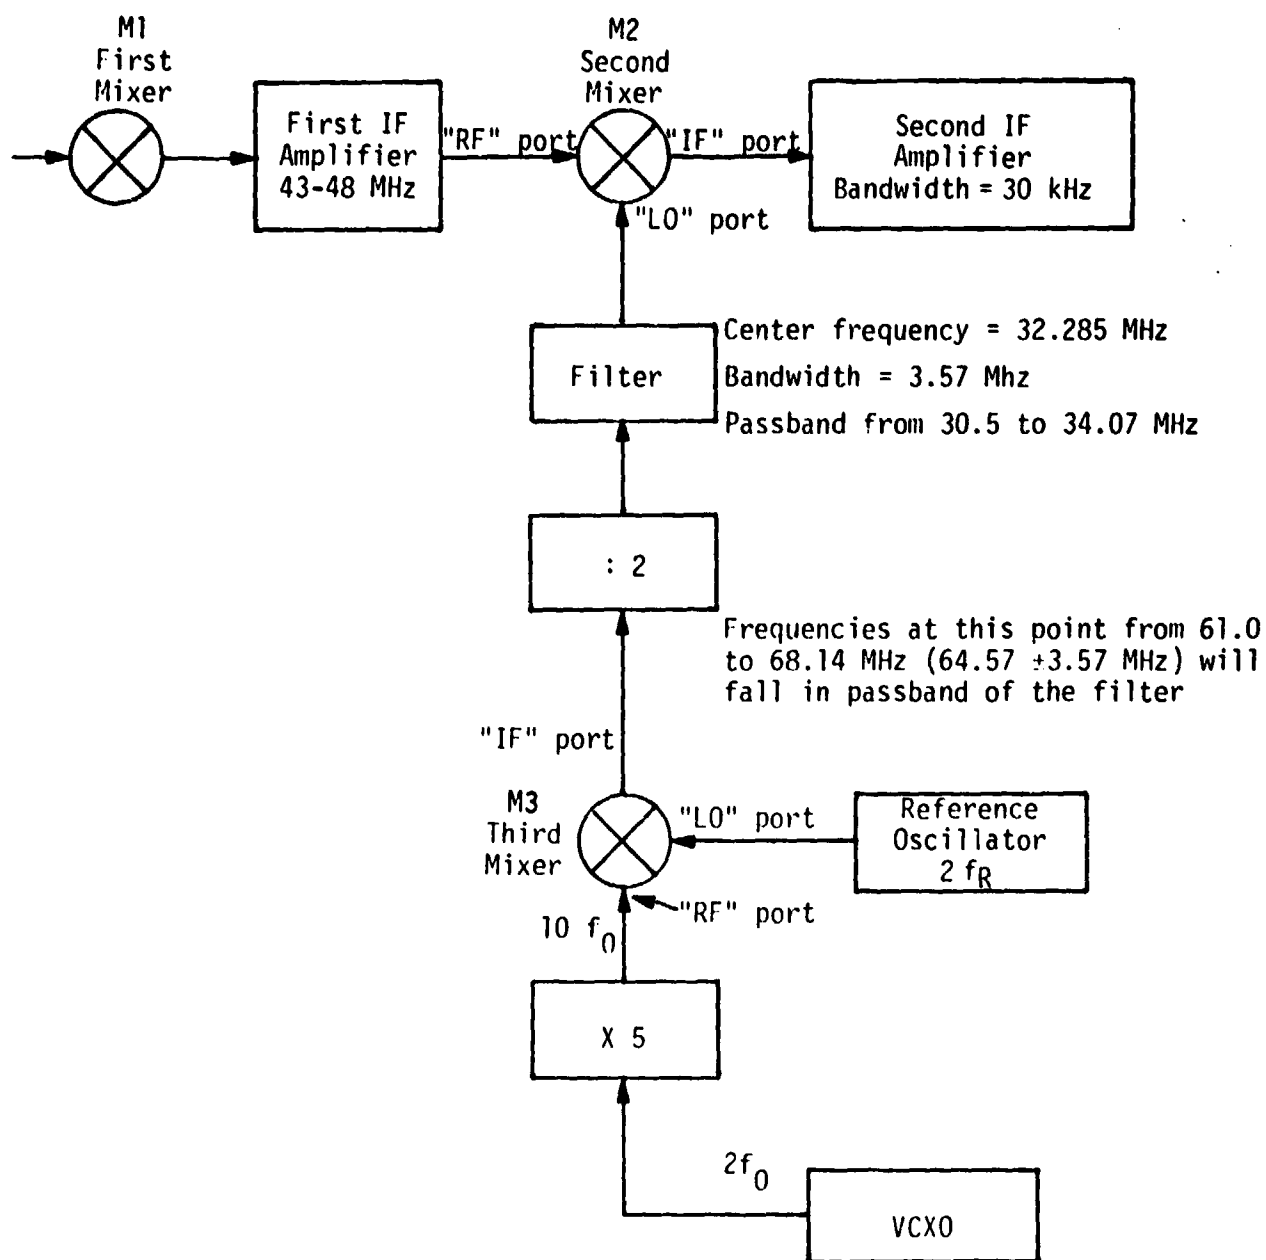 M1
First
Mixer
First IF
Amplifier
43-48 MHz
"RF" port
M2
Second
Mixer
"IF" port
Second IF
Amplifier
Bandwidth = 30 kHz
"LO" port
Filter
Center frequency = 32.285 MHz
Bandwidth = 3.57 Mhz
Passband from 30.5 to 34.07 MHz
: 2
Frequencies at this point from 61.0
to 68.14 MHz (64.57 ±3.57 MHz) will
fall in passband of the filter
"IF" port
M3
Third
Mixer
"LO" port
Reference
Oscillator
2 fR
"RF" port
10 f0
X 5
2f0
VCXO